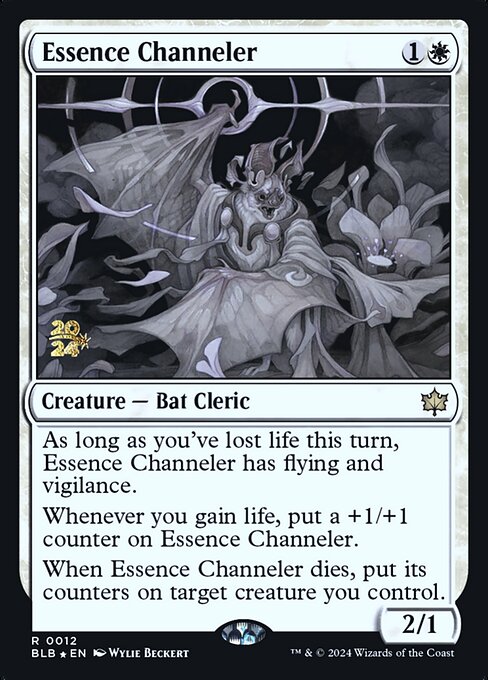 Essence Channeler 1
2024
Creature — Bat Cleric
As long as you've lost life this turn,
Essence Channeler has flying and
vigilance.
Whenever you gain life, put a +1/+1
counter on Essence Channeler.
When Essence Channeler dies, put its
counters on target creature you control.
2/1
R 0012
BLB ★ EN Wylie Beckert ™ & © 2024 Wizards of the Coast